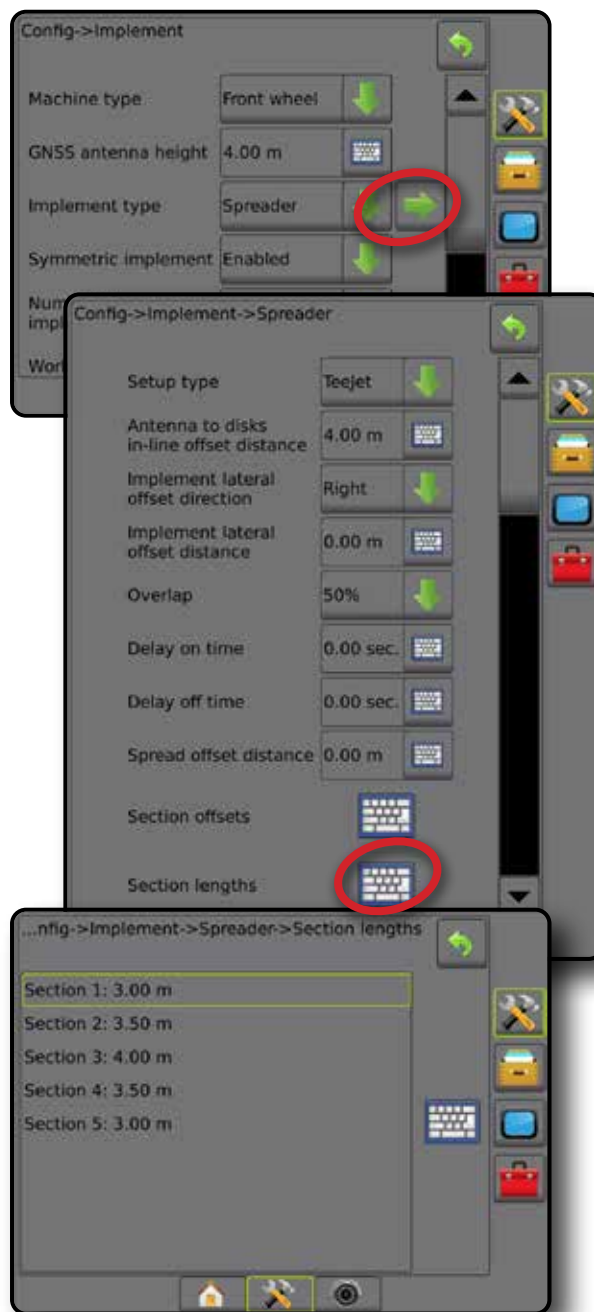 Config->Implement
Machine type Front wheel
GNSS antenna height 4.00 m
Implement type Spreader
Symmetric implement Enabled
Num
impl
Wor
Config->Implement->Spreader
Setup type Teejet
Antenna to disks
in-line offset distance 4.00 m
Implement lateral
offset direction Right
Implement lateral
offset distance 0.00 m
Overlap 50%
Delay on time 0.00 sec.
Delay off time 0.00 sec.
Spread offset distance 0.00 m
Section offsets
Section lengths
...nfig->Implement->Spreader->Section lengths
Section 1: 3.00 m
Section 2: 3.50 m
Section 3: 4.00 m
Section 4: 3.50 m
Section 5: 3.00 m